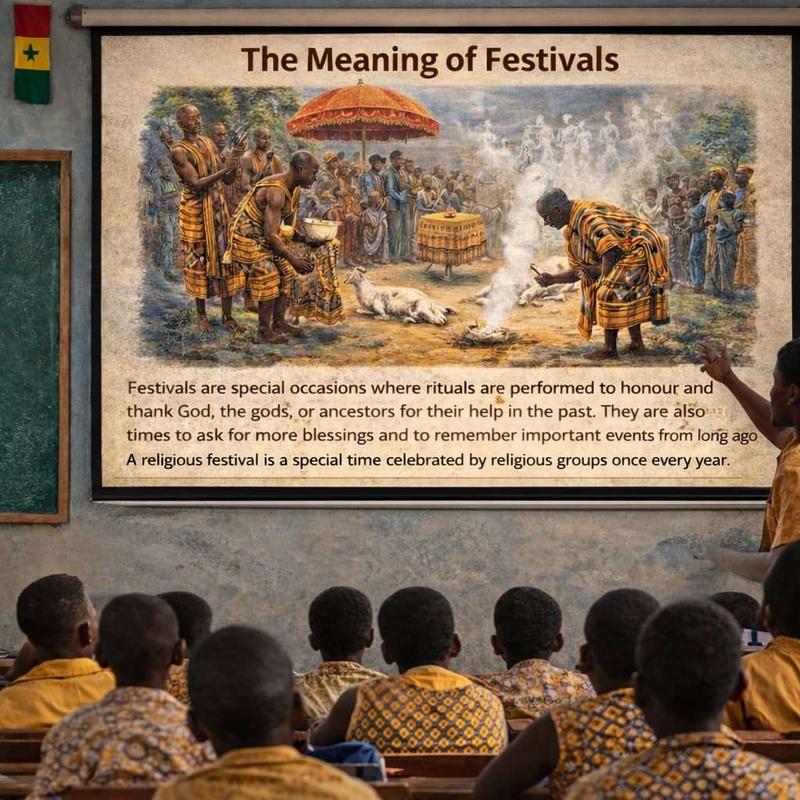 The Meaning of Festivals
Festivals are special occasions where rituals are performed to honour and
thank God, the gods, or ancestors for their help in the past. They are also
times to ask for more blessings and to remember important events from long ago
A religious festival is a special time celebrated by religious groups once every year.